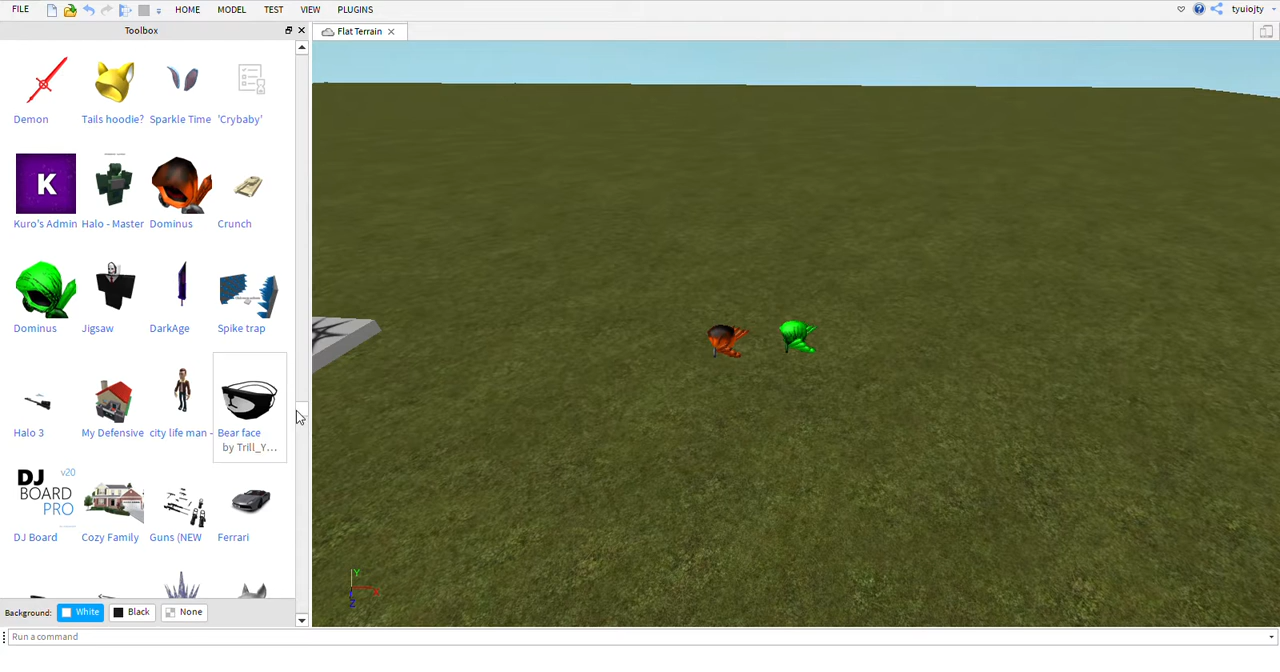 FILE
HOME
MODEL
TEST
VIEW
PLUGINS
tyuiojty
Toolbox
Flat Terrain
Demon
Tails hoodie?
Sparkle Time
'Crybaby'
K
Kuro's Admin
Halo - Master
Dominus
Crunch
Dominus
Jigsaw
DarkAge
Spike trap
Halo 3
My Defensive
city life man -
Bear face
by Trill_Y...
DJ v20
BOARD
PRO
DJ Board
Cozy Family
Guns (NEW
Ferrari
Y
X
Z
Background:
White
Black
None
Run a command